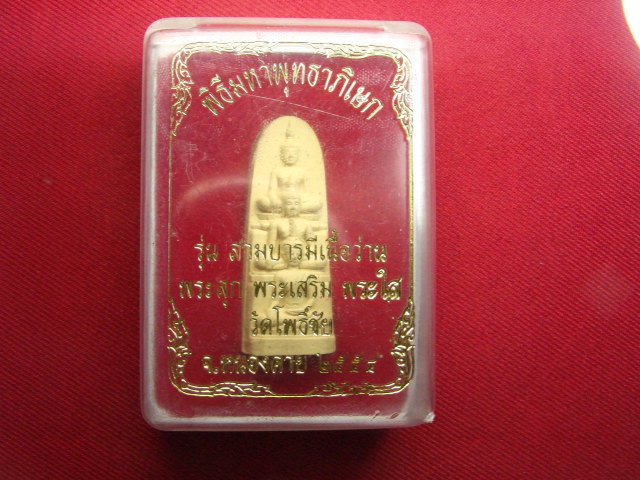 พิธีมหาพุทธาภิเษก
รุ่น สามบารมีเนื้อว่าน
พระสุก พระเสริม พระใส
วัดโพธิ์ชัย
จ.หนองคาย ๒๕๕๔